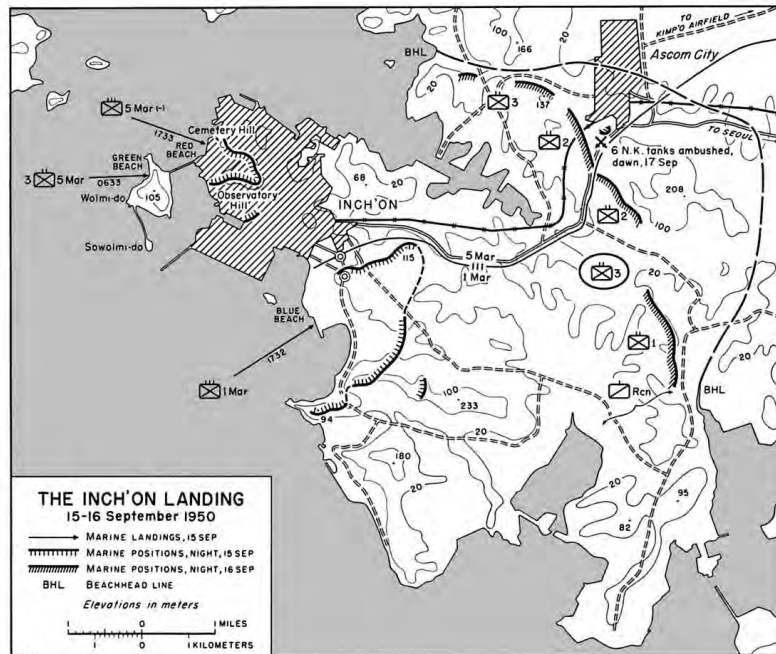 TO
KIMP'O AIRFIELD
BHL
100
166
20
Ascom City
20
137
3
5 Mar (-)
1733
Cemetery Hill
RED
BEACH
2
TO SEOUL
6 N.K. tanks ambushed,
dawn, 17 Sep
GREEN
BEACH
3
5 Mar
0633
Wolmi-do
105
Observatory
Hill
68
20
INCH'ON
208
2
100
Sowolmi-do
5 Mar
III
1 Mar
115
3
20
BLUE
BEACH
1732
1
1 Mar
Rcn
BHL
20
100
233
94
20
180
20
20
95
82
THE INCH'ON LANDING
15-16 September 1950
MARINE LANDINGS, 15 SEP
MARINE POSITIONS, NIGHT, 15 SEP
MARINE POSITIONS, NIGHT, 16 SEP
BHL BEACHHEAD LINE
Elevations in meters
1 0 1 MILES
1 0 1 KILOMETERS